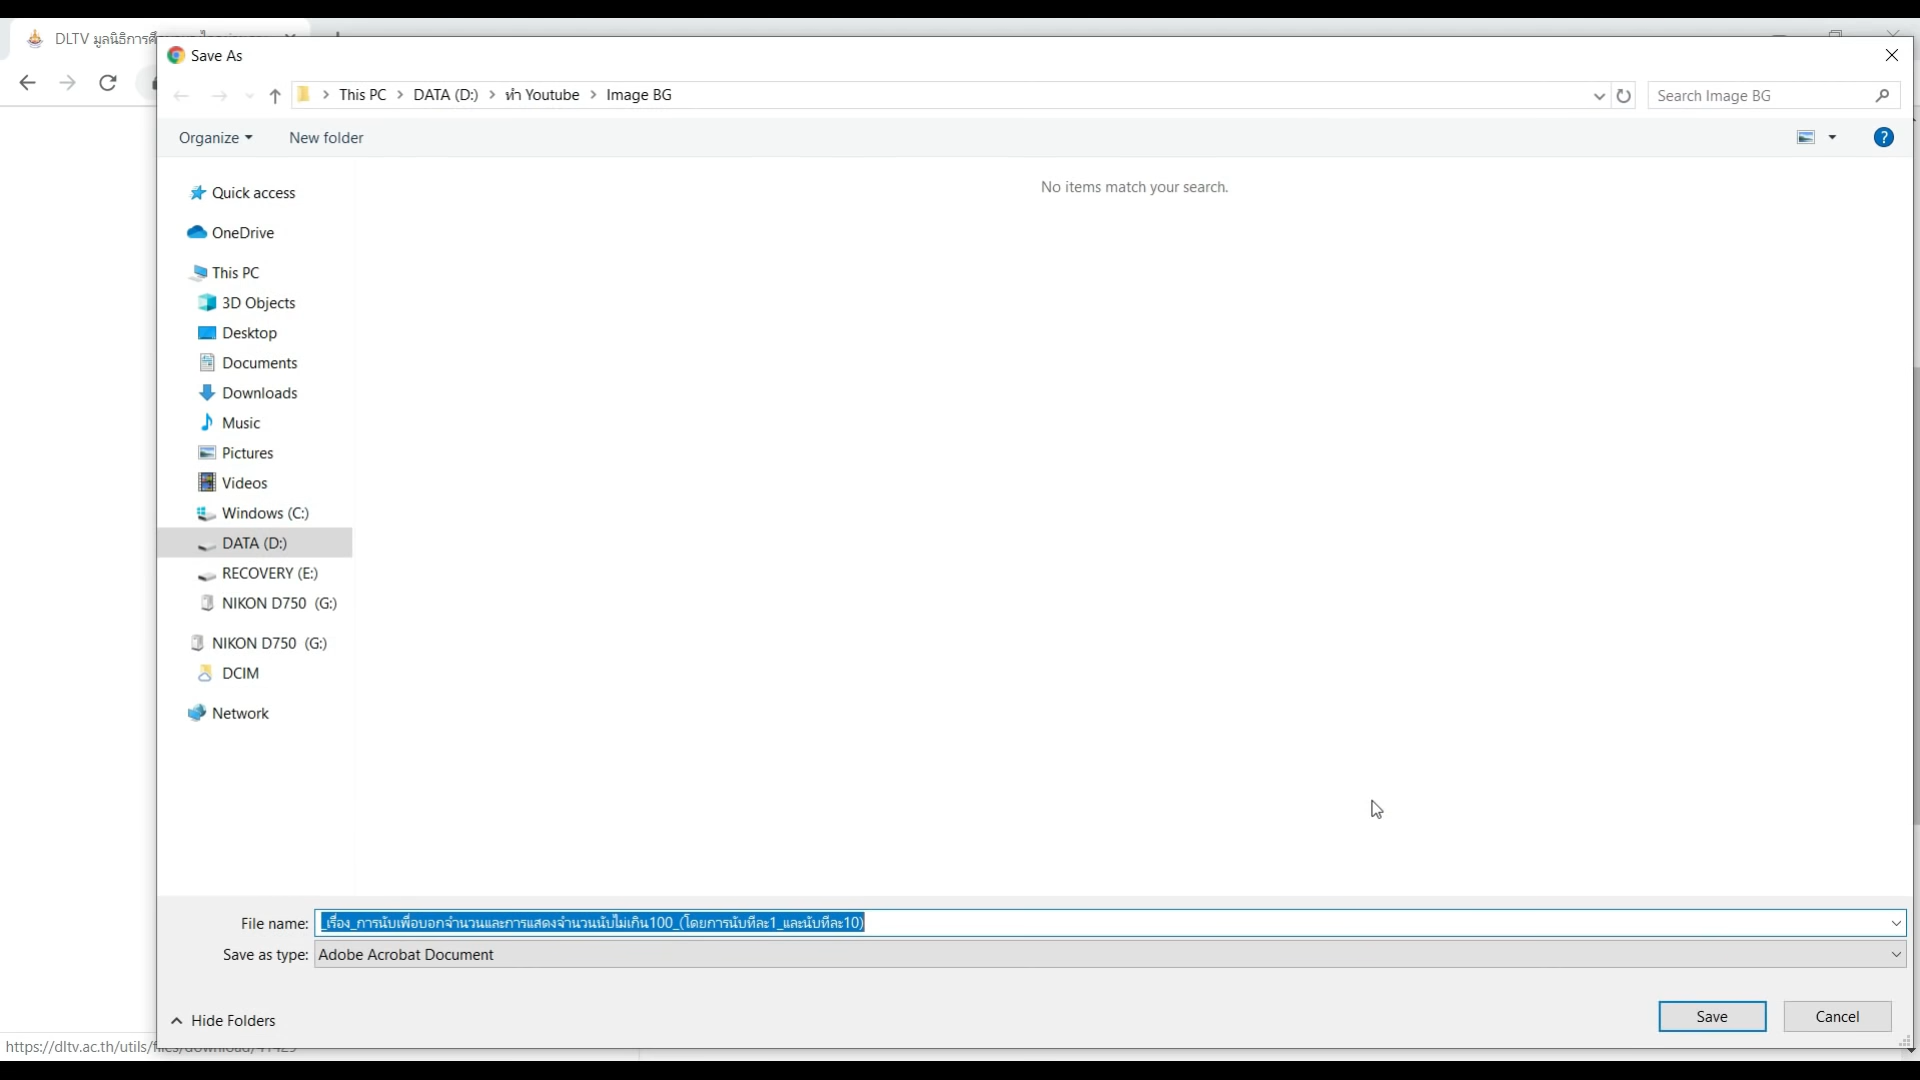 DLTV มูลนิธิการศึ
Save As
This PC
DATA (D:)
ทำ Youtube
Image BG
Search Image BG
Organize
New folder
No items match your search.
Quick access
OneDrive
This PC
3D Objects
Desktop
Documents
Downloads
Music
Pictures
Videos
Windows (C:)
DATA (D:)
RECOVERY (E:)
NIKON D750 (G:)
NIKON D750 (G:)
DCIM
Network
File name: _เรื่อง_การนับเพื่อบอกจำนวนและการแสดงจำนวนนับไม่เกิน100_(โดยการนับทีละ1_และนับทีละ10)
Save as type: Adobe Acrobat Document
Hide Folders
Save
Cancel
https://dltv.ac.th/utils/files/download/41429